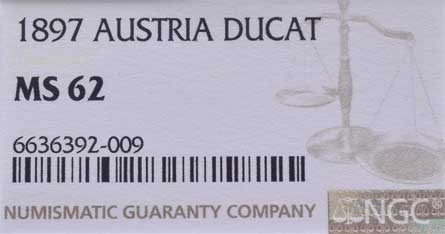 1897 AUSTRIA DUCAT
MS 62
6636392-009
NUMISMATIC GUARANTY COMPANY
NGC®